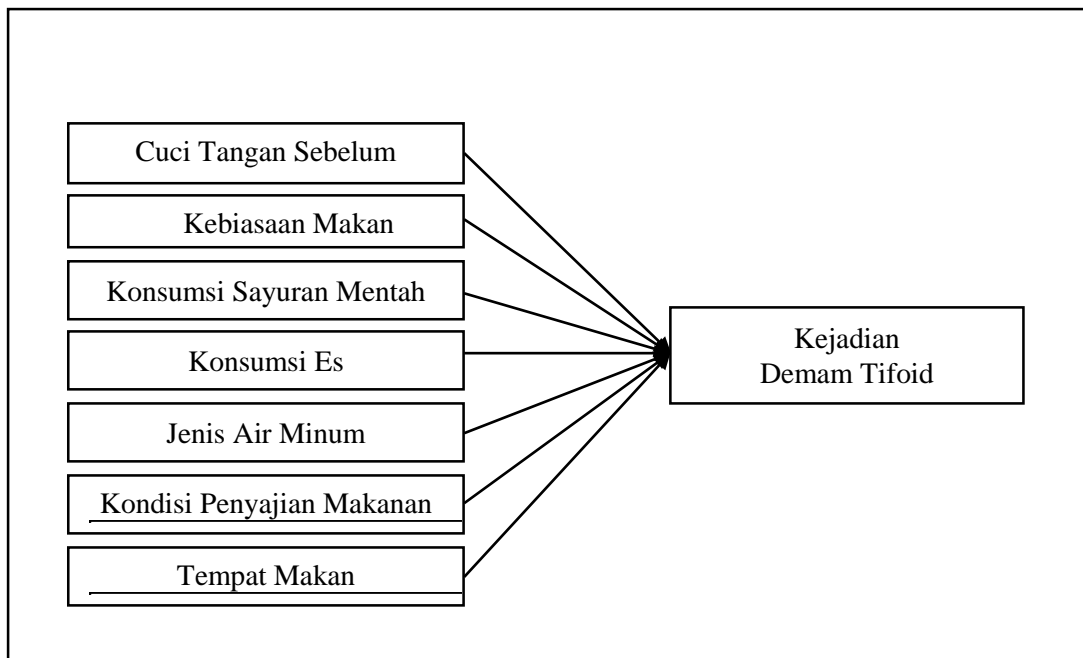 Cuci Tangan Sebelum
Kebiasaan Makan
Konsumsi Sayuran Mentah
Konsumsi Es
Jenis Air Minum
Kondisi Penyajian Makanan
Tempat Makan
Kejadian
Demam Tifoid